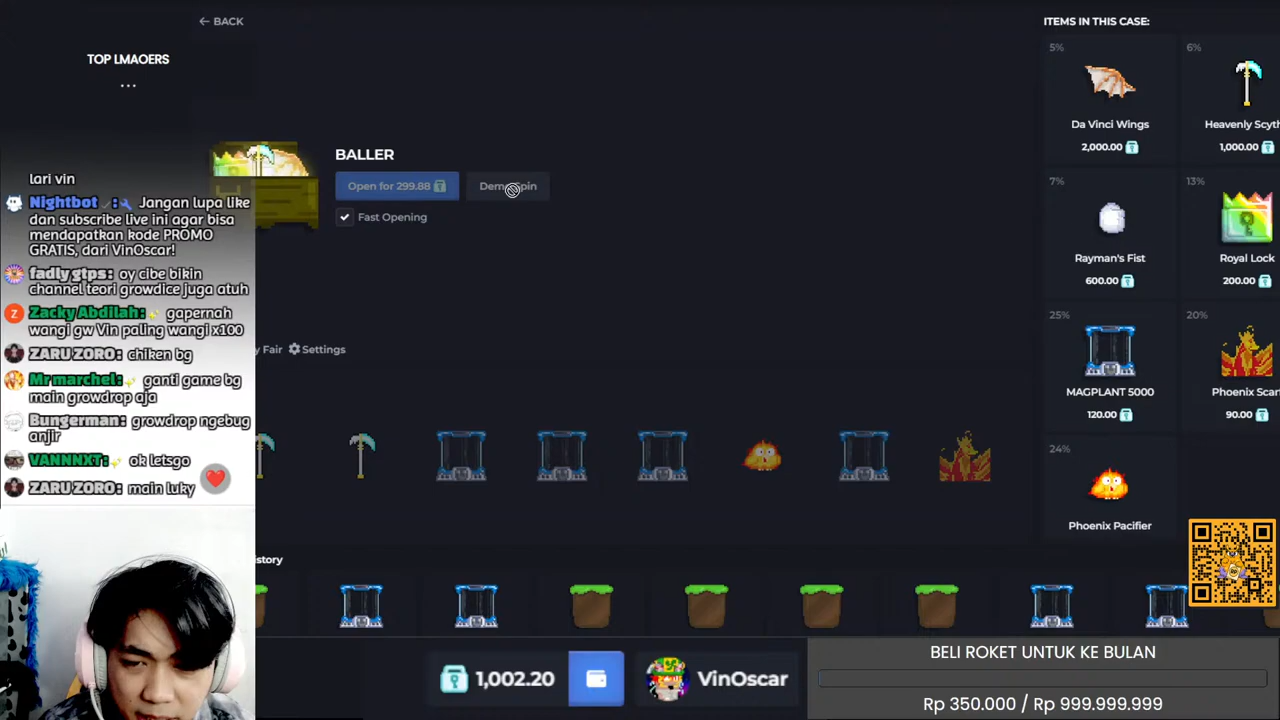 ← BACK
TOP LMAOERS
...
BALLER
Open for 299.88
Fast Opening
lari vin
Nightbot : Jangan lupa like
dan subscribe live ini agar bisa
mendapatkan kode PROMO
GRATIS, dari VinOscar!
fadly gtps: oy cibe bikin
channel teori growdice juga atuh
Zacky Abdilah: gapernah
wangi gw Vin paling wangi x100
ZARU ZORO: chiken bg
Mr marchel: ganti game bg
main growdrop aja
Bungerman: growdrop ngebug
anjir
VANNNXT: ok letsgo
ZARU ZORO: main luky
Fair Settings
ITEMS IN THIS CASE:
5%
Da Vinci Wings
2,000.00
6%
Heavenly
1,000.00
7%
Rayman's Fist
600.00
13%
Royal Lock
200.00
25%
MAGPLANT 5000
120.00
20%
Phoenix
90.00
24%
Phoenix Pacifier
1,002.20
VinOscar
BELI ROKET UNTUK KE BULAN
Rp 350.000 / Rp 999.999.999